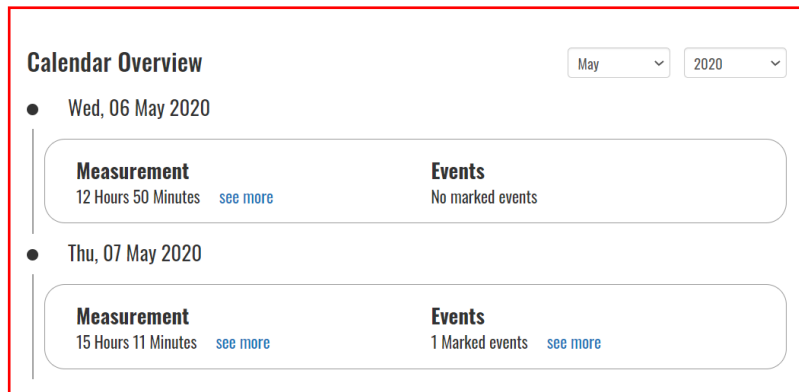 Calendar Overview
May
2020
Wed, 06 May 2020
Measurement
12 Hours 50 Minutes see more
Events
No marked events
Thu, 07 May 2020
Measurement
15 Hours 11 Minutes see more
Events
1 Marked events see more